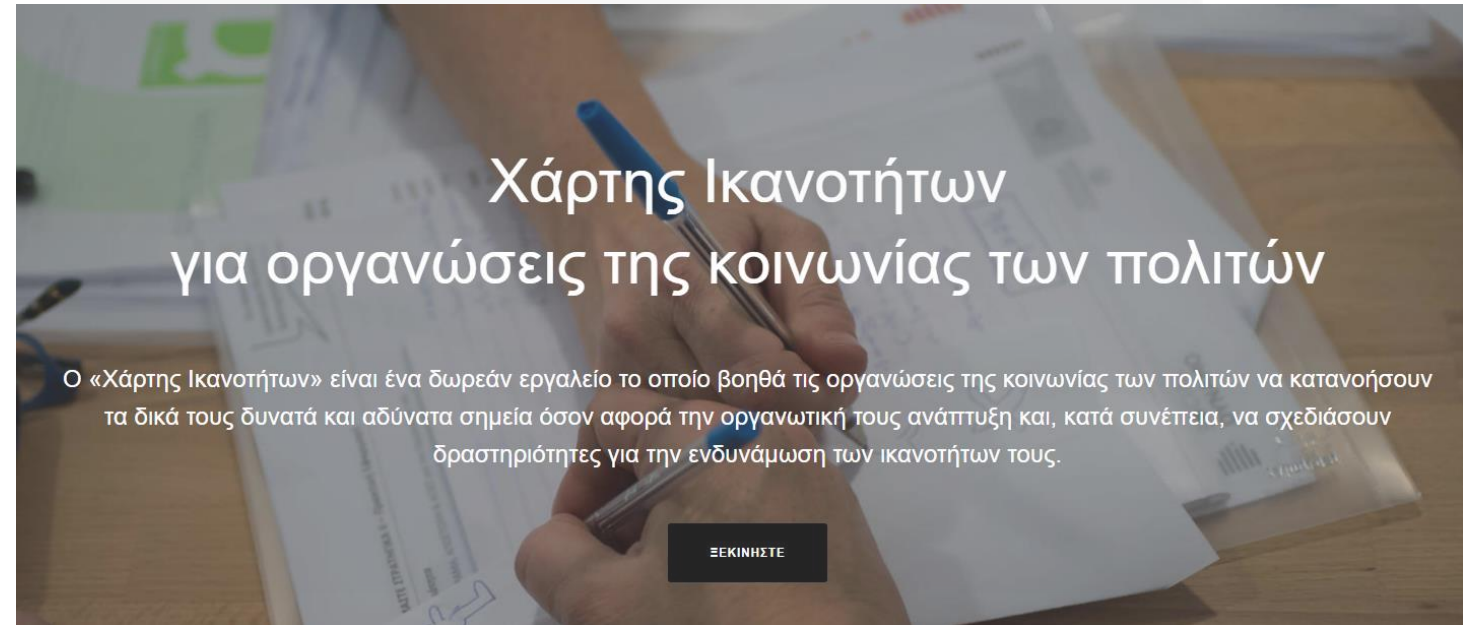 Χάρτης Ικανοτήτων
για οργανώσεις της κοινωνίας των πολιτών
Ο «Χάρτης Ικανοτήτων» είναι ένα δωρεάν εργαλείο το οποίο βοηθά τις οργανώσεις της κοινωνίας των πολιτών να κατανοήσουν
τα δικά τους δυνατά και αδύνατα σημεία όσον αφορά την οργανωτική τους ανάπτυξη και, κατά συνέπεια, να σχεδιάσουν
δραστηριότητες για την ενδυνάμωση των ικανοτήτων τους.
ΞΕΚΙΝΗΣΤΕ